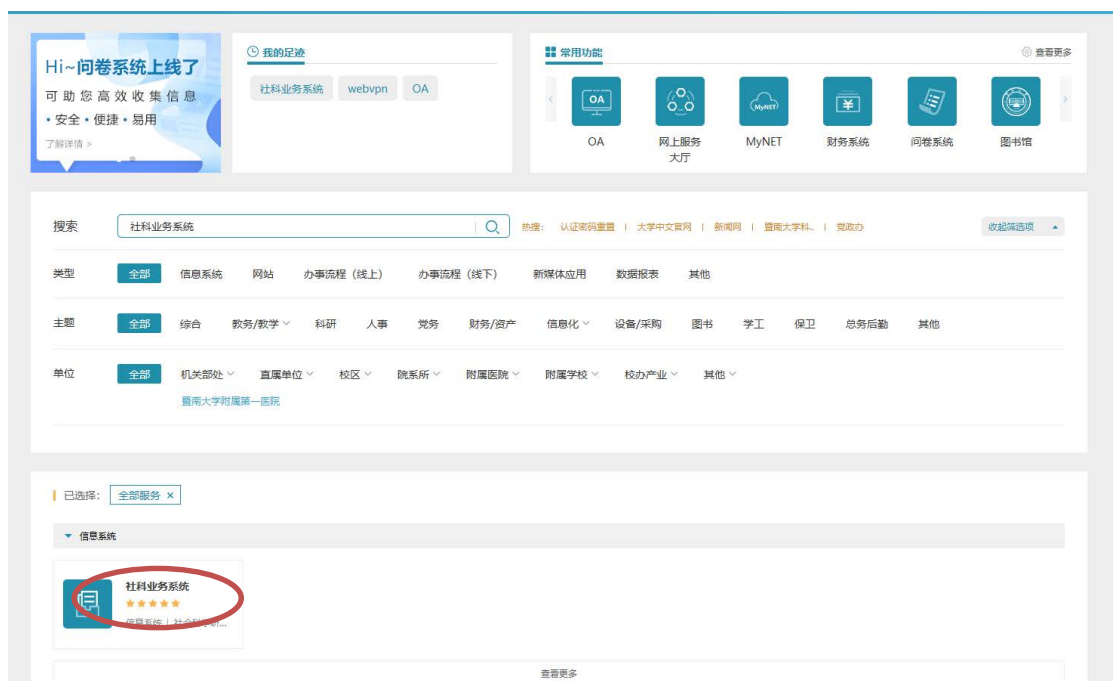 Hi~问卷系统上线了
可助您高效收集信息
•安全•便捷•易用
了解详情 >
我的足迹
社科业务系统 webvpn OA
常用功能 查看更多
OA MyNET
OA 网上服务大厅 MyNET 财务系统 问卷系统 图书馆
搜索 社科业务系统 热搜： 认证密码重置 | 大学中文官网 | 新闻网 | 暨南大学科.. | 党政办 收起筛选项
类型 全部 信息系统 网站 办事流程（线上） 办事流程（线下） 新媒体应用 数据报表 其他
主题 全部 综合 教务/教学 科研 人事 党务 财务/资产 信息化 设备/采购 图书 学工 保卫 总务后勤 其他
单位 全部 机关部处 直属单位 校区 院系所 附属医院 附属学校 校办产业 其他
暨南大学附属第一医院
已选择： 全部服务 ×
信息系统
社科业务系统
信息系统 | 社会科学研...
查看更多